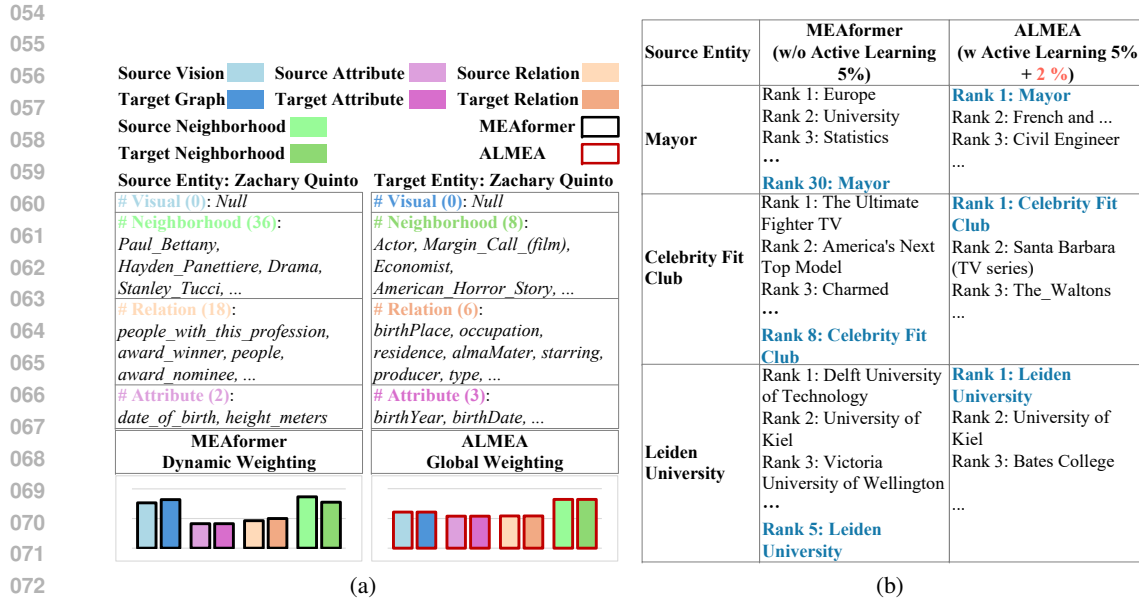 054
055
056
057
058
059
060
061
062
063
064
065
066
067
068
069
070
071
072
Source Vision Source Attribute Source Relation
Target Graph Target Attribute Target Relation
Source Neighborhood MEAformer
Target Neighborhood ALMEA
Source Entity: Zachary Quinto
# Visual (0): Null
# Neighborhood (36):
Paul_Bettany,
Hayden_Panettiere, Drama,
Stanley_Tucci, ...
# Relation (18):
people_with_this_profession,
award_winner, people,
award_nominee, ...
# Attribute (2):
date_of_birth, height_meters
MEAformer
Dynamic Weighting
Target Entity: Zachary Quinto
# Visual (0): Null
# Neighborhood (8):
Actor, Margin_Call_(film),
Economist,
American_Horror_Story, ...
# Relation (6):
birthPlace, occupation,
residence, almaMater, starring,
producer, type, ...
# Attribute (3):
birthYear, birthDate, ...
ALMEA
Global Weighting
(a)
Source Entity
MEAformer
(w/o Active Learning
5%)
ALMEA
(w Active Learning 5%
+ 2 %)
Mayor
Rank 1: Europe
Rank 2: University
Rank 3: Statistics
...
Rank 30: Mayor
Rank 1: Mayor
Rank 2: French and ...
Rank 3: Civil Engineer
...
Celebrity Fit
Club
Rank 1: The Ultimate
Fighter TV
Rank 2: America's Next
Top Model
Rank 3: Charmed
...
Rank 8: Celebrity Fit
Club
Rank 1: Celebrity Fit
Club
Rank 2: Santa Barbara
(TV series)
Rank 3: The_Waltons
...
Leiden
University
Rank 1: Delft University
of Technology
Rank 2: University of
Kiel
Rank 3: Victoria
University of Wellington
...
Rank 5: Leiden
University
Rank 1: Leiden
University
Rank 2: University of
Kiel
Rank 3: Bates College
...
(b)